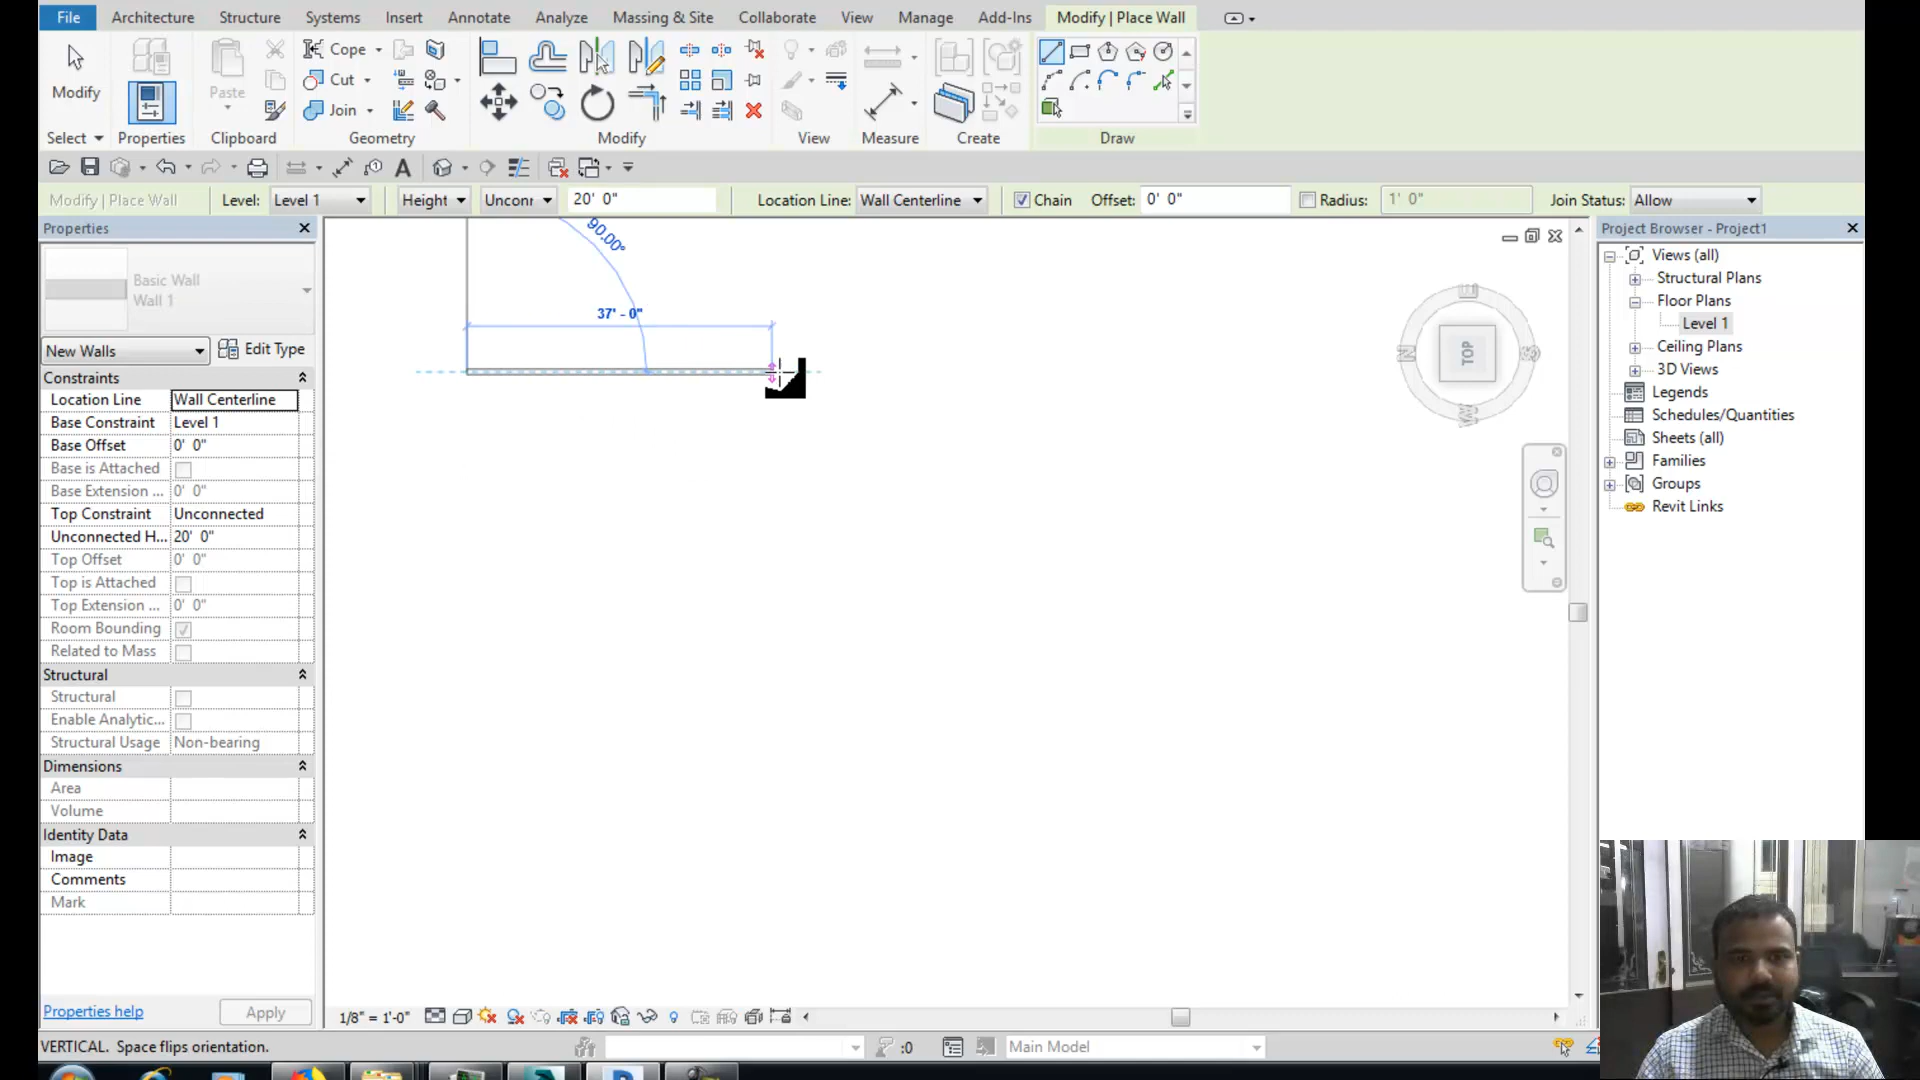 File Architecture Structure Systems Insert Annotate Analyze Massing & Site Collaborate View Manage Add-Ins Modify | Place Wall
Modify Paste Cope Cut Join
Select Properties Clipboard Geometry Modify View Measure Create Draw
Modify | Place Wall Level: Level 1 Height Unconr 20' 0" Location Line: Wall Centerline Chain Offset: 0' 0" Radius: 1' 0" Join Status: Allow
Properties
Basic Wall
Wall 1
New Walls Edit Type
Constraints
Location Line Wall Centerline
Base Constraint Level 1
Base Offset 0' 0"
Base is Attached
Base Extension ... 0' 0"
Top Constraint Unconnected
Unconnected H... 20' 0"
Top Offset 0' 0"
Top is Attached
Top Extension ... 0' 0"
Room Bounding
Related to Mass
Structural
Structural
Enable Analytic...
Structural Usage Non-bearing
Dimensions
Area
Volume
Identity Data
Image
Comments
Mark
Properties help Apply
90.00°
37' - 0"
TOP
Project Browser - Project1
Views (all)
Structural Plans
Floor Plans
Level 1
Ceiling Plans
3D Views
Legends
Schedules/Quantities
Sheets (all)
Families
Groups
Revit Links
1/8" = 1'-0"
VERTICAL. Space flips orientation. :0 Main Model